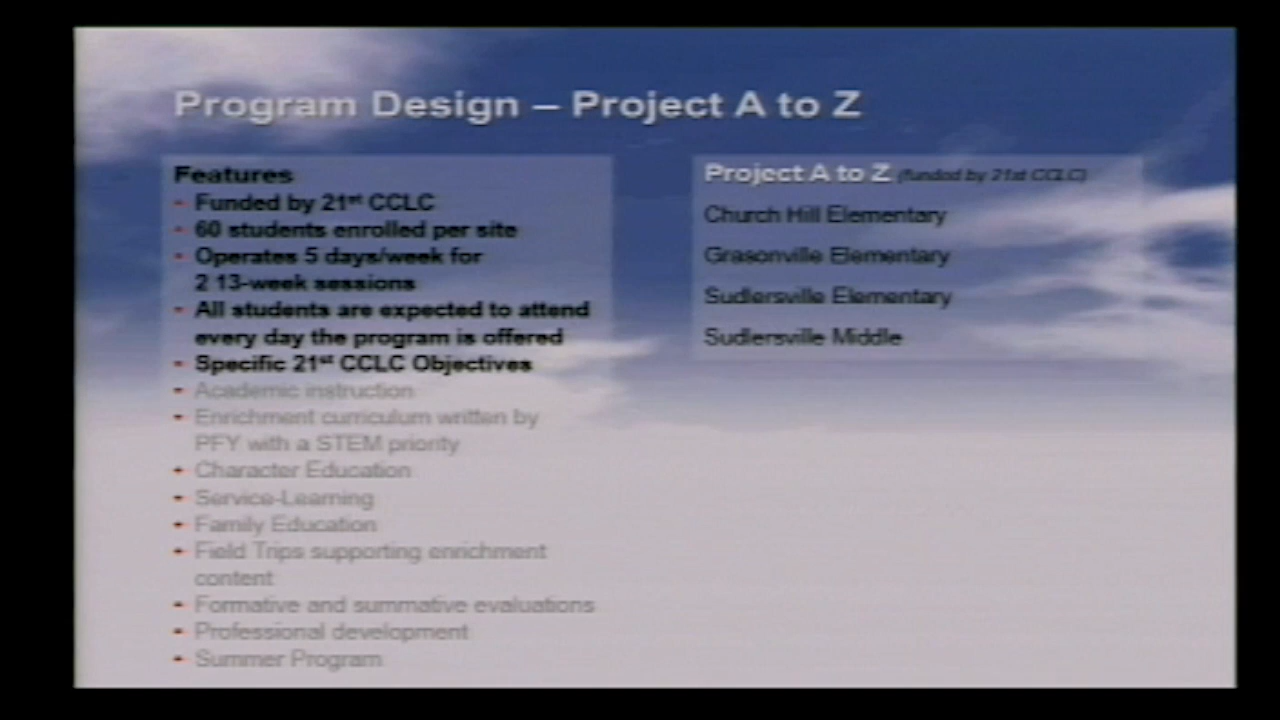 Program Design – Project A to Z
Features
- Funded by 21st CCLC
- 60 students enrolled per site
- Operates 5 days/week for
2 13-week sessions
- All students are expected to attend
every day the program is offered
- Specific 21st CCLC Objectives
- Academic instruction
- Enrichment curriculum written by
PFY with a STEM priority
- Character Education
- Service-Learning
- Family Education
- Field Trips supporting enrichment
content
- Formative and summative evaluations
- Professional development
- Summer Program
Project A to Z (funded by 21st CCLC)
Church Hill Elementary
Grasonville Elementary
Sudlersville Elementary
Sudlersville Middle